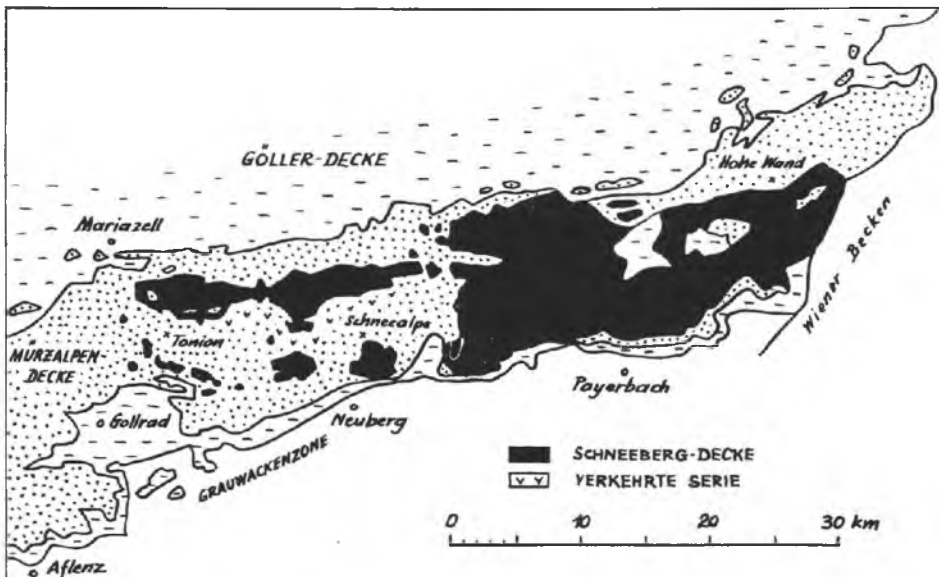 GÖLLER-DECKE
Hohe Wand
Mariazell
Wiener Becken
Schneealpe
Tonion
MÜRZALPEN-
DECKE
Payerbach
Gollrad
Neuberg
GRAUWACKENZONE
SCHNEEBERG-DECKE
VERKEHRTE SERIE
0 10 20 30 km
Aflenz